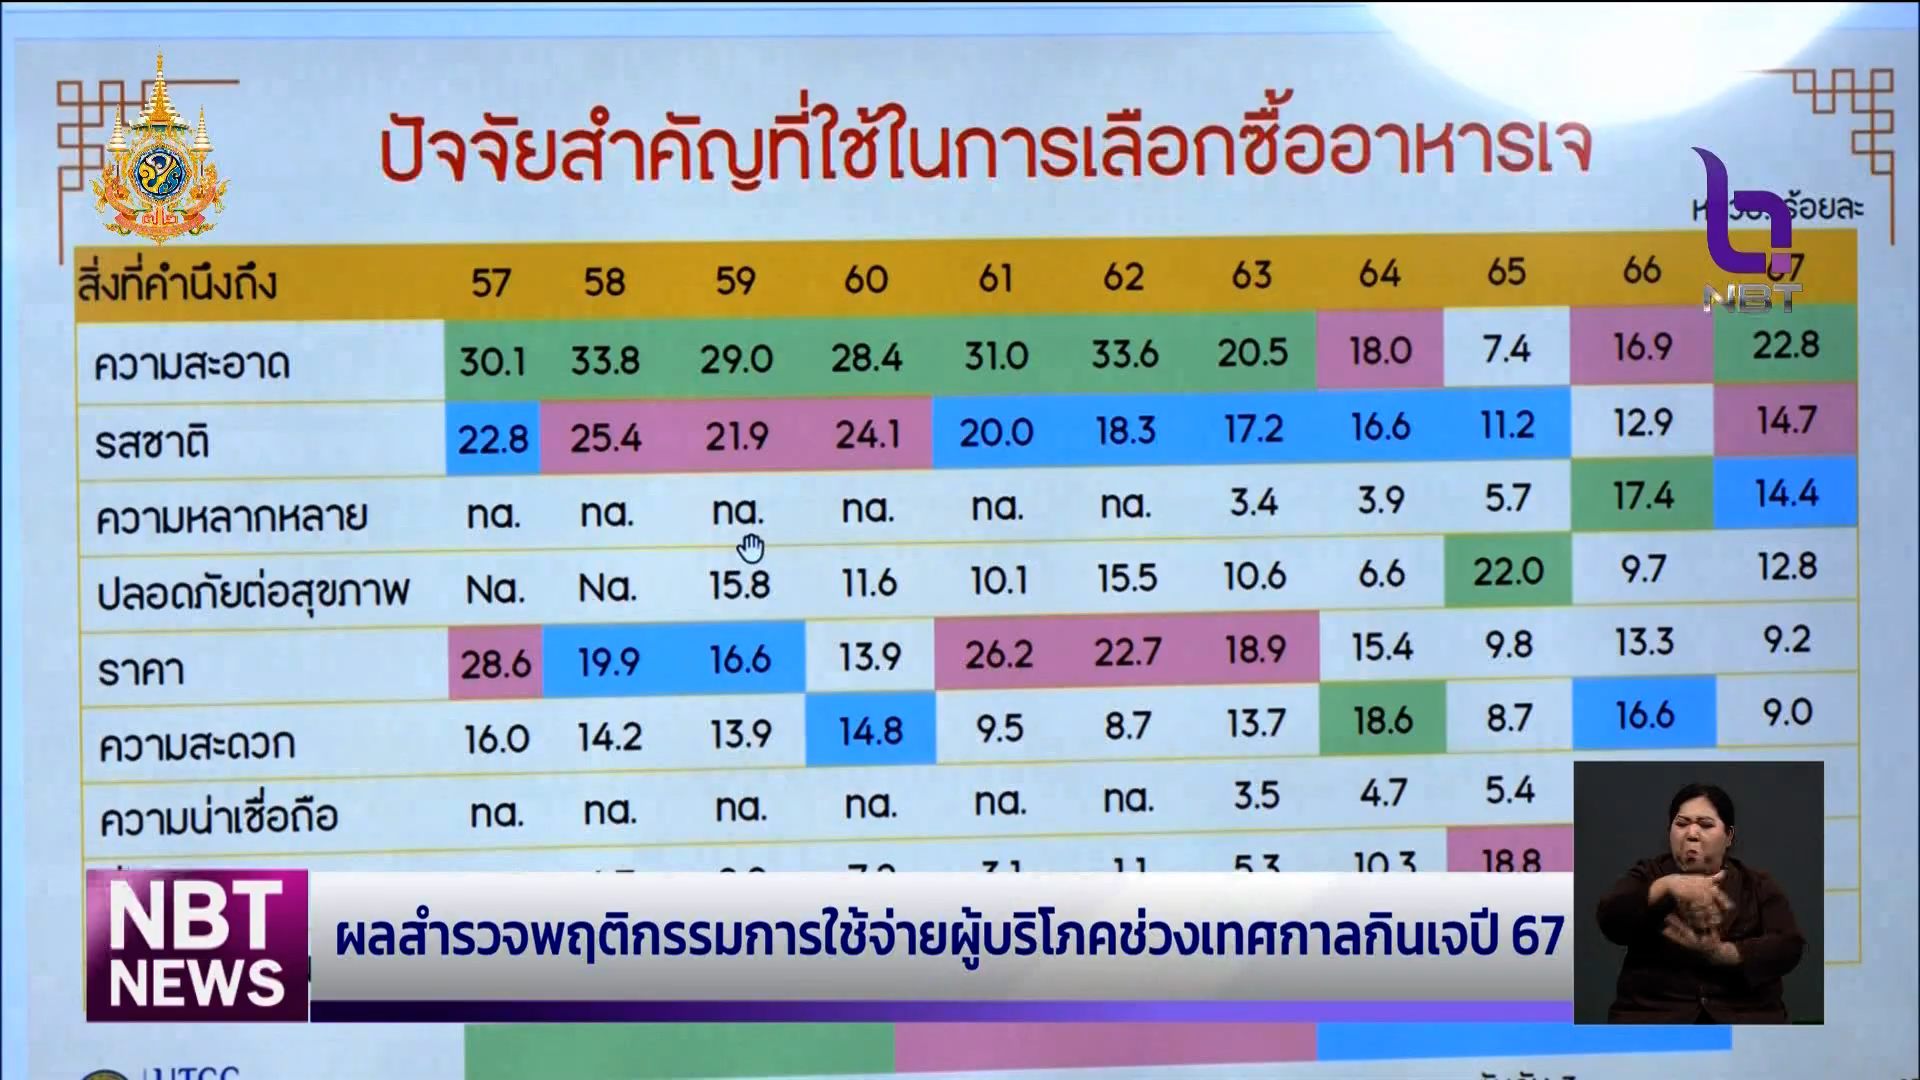 ปัจจัยสำคัญที่ใช้ในการเลือกซื้ออาหารเจ
ร้อยละ
สิ่งที่คำนึงถึง 57 58 59 60 61 62 63 64 65 66 67
ความสะอาด 30.1 33.8 29.0 28.4 31.0 33.6 20.5 18.0 7.4 16.9 22.8
รสชาติ 22.8 25.4 21.9 24.1 20.0 18.3 17.2 16.6 11.2 12.9 14.7
ความหลากหลาย na. na. na. na. na. na. 3.4 3.9 5.7 17.4 14.4
ปลอดภัยต่อสุขภาพ Na. Na. 15.8 11.6 10.1 15.5 10.6 6.6 22.0 9.7 12.8
ราคา 28.6 19.9 16.6 13.9 26.2 22.7 18.9 15.4 9.8 13.3 9.2
ความสะดวก 16.0 14.2 13.9 14.8 9.5 8.7 13.7 18.6 8.7 16.6 9.0
ความน่าเชื่อถือ na. na. na. na. na. na. 3.5 4.7 5.4
5.3 10.3 18.8
NBT
NBT
NEWS
ผลสำรวจพฤติกรรมการใช้จ่ายผู้บริโภคช่วงเทศกาลกินเจปี 67
๗๒
UTCC